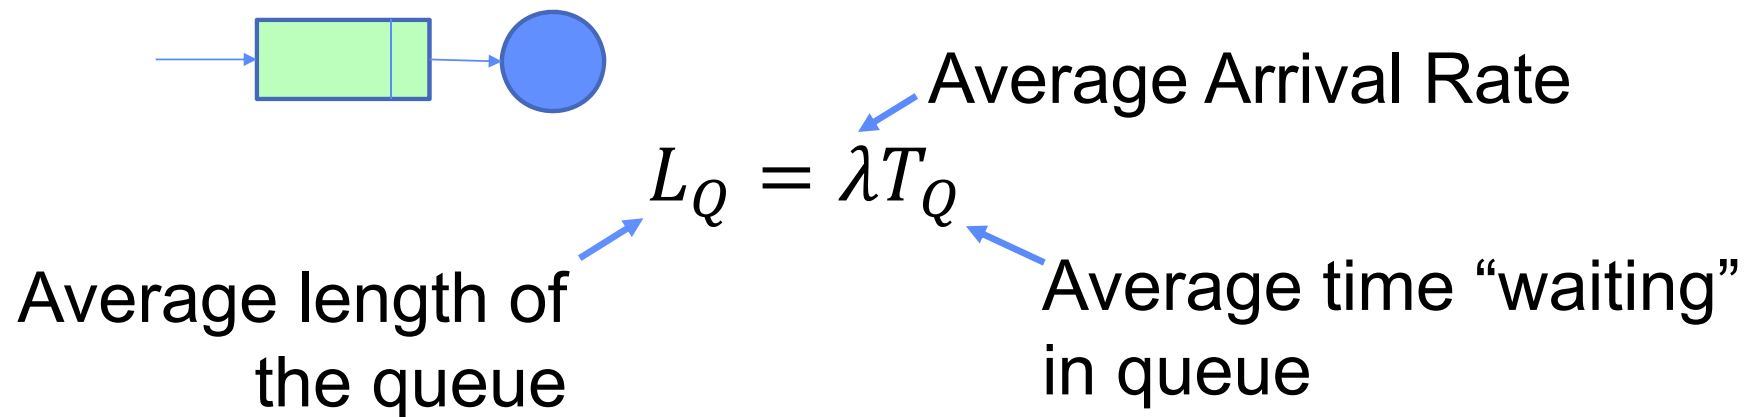 Average Arrival Rate
L_Q = λT_Q
Average length of
the queue
Average time “waiting”
in queue